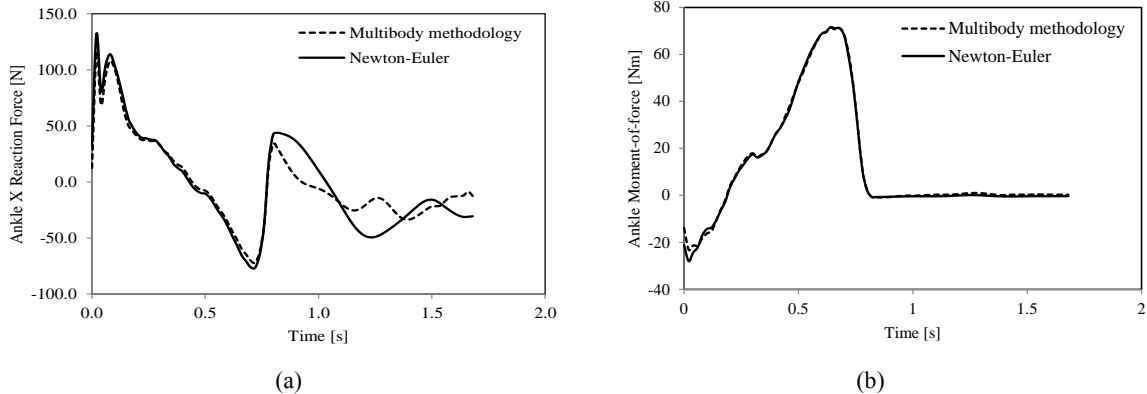 Ankle X Reaction Force [N]
150.0
100.0
50.0
0.0
-50.0
-100.0
Multibody methodology
Newton-Euler
0.0 0.5 1.0 1.5 2.0
Time [s]
(a)
Ankle Moment-of-force [Nm]
80
60
40
20
0
-20
-40
Multibody methodology
Newton-Euler
0 0.5 1 1.5 2
Time [s]
(b)